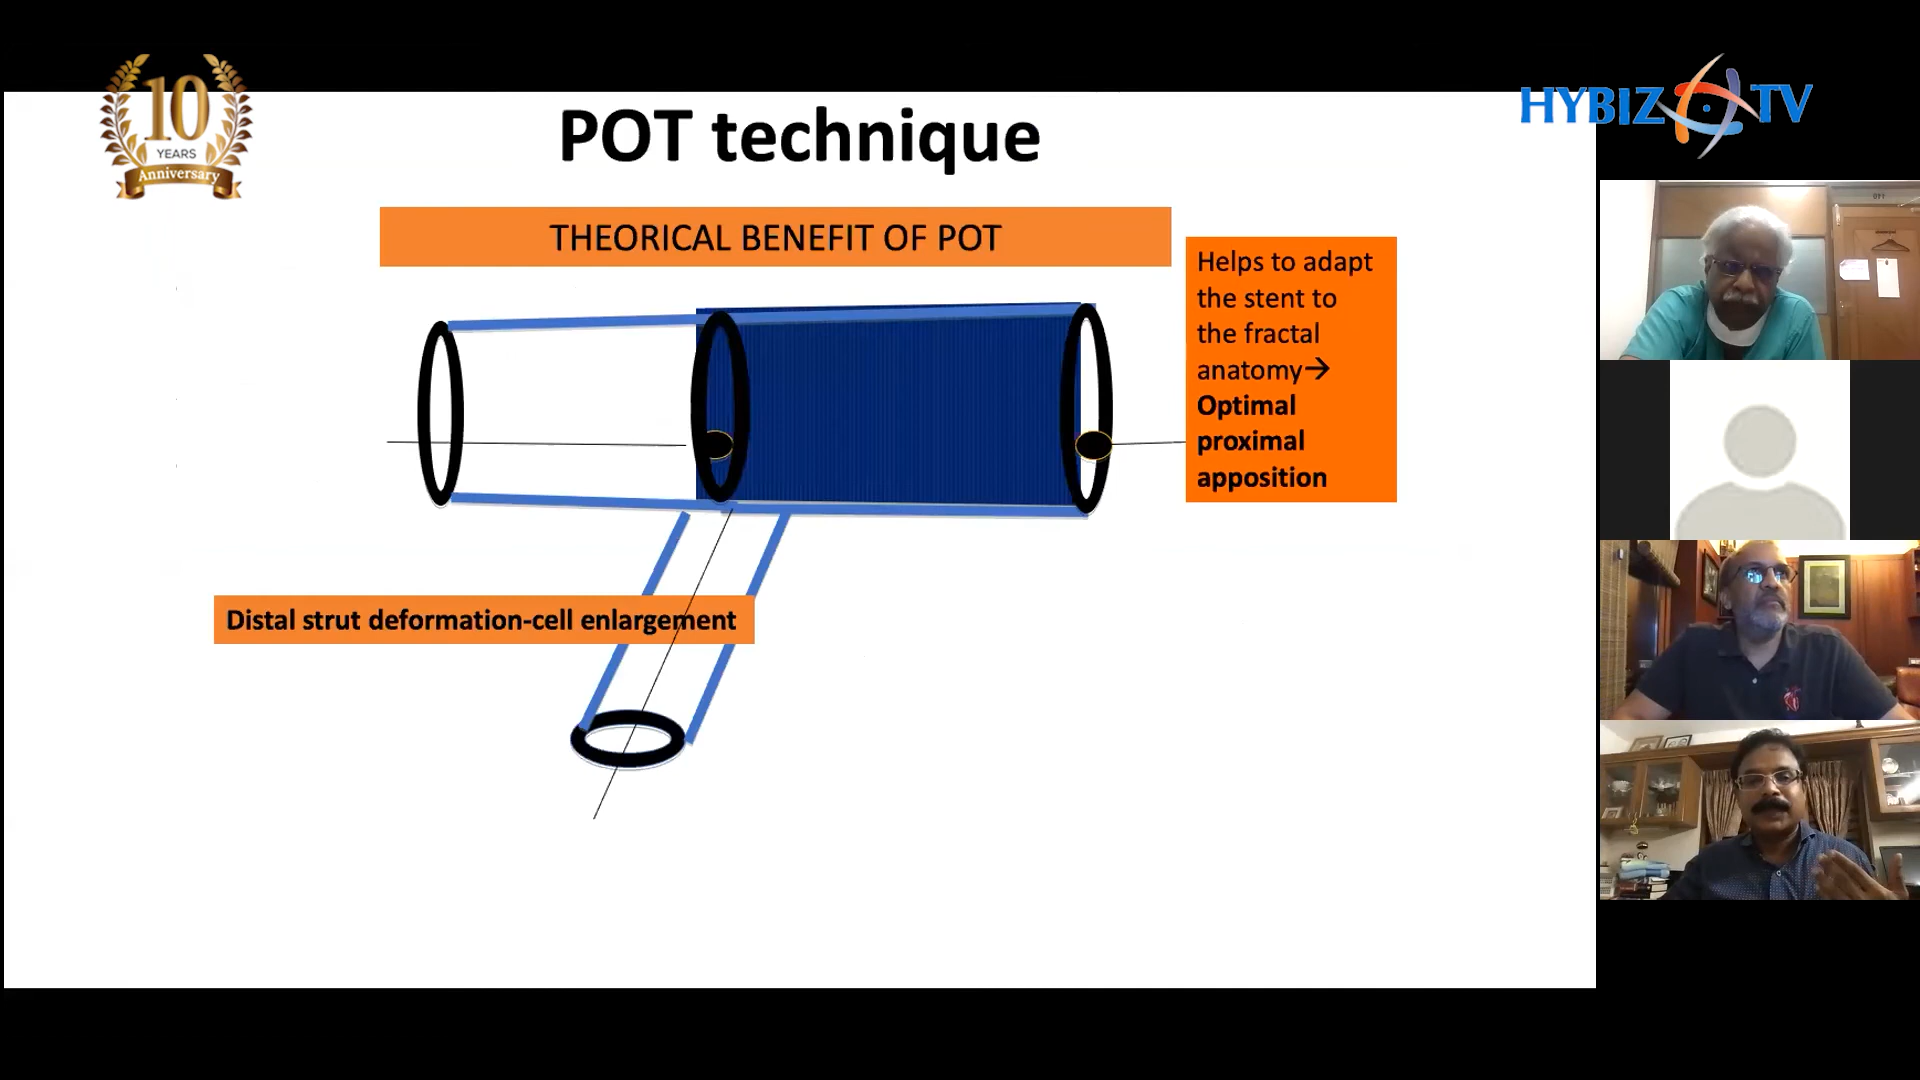 10
YEARS
Anniversary
HYBIZ TV
POT technique
THEORICAL BENEFIT OF POT
Helps to adapt
the stent to
the fractal
anatomy→
Optimal
proximal
apposition
Distal strut deformation-cell enlargement